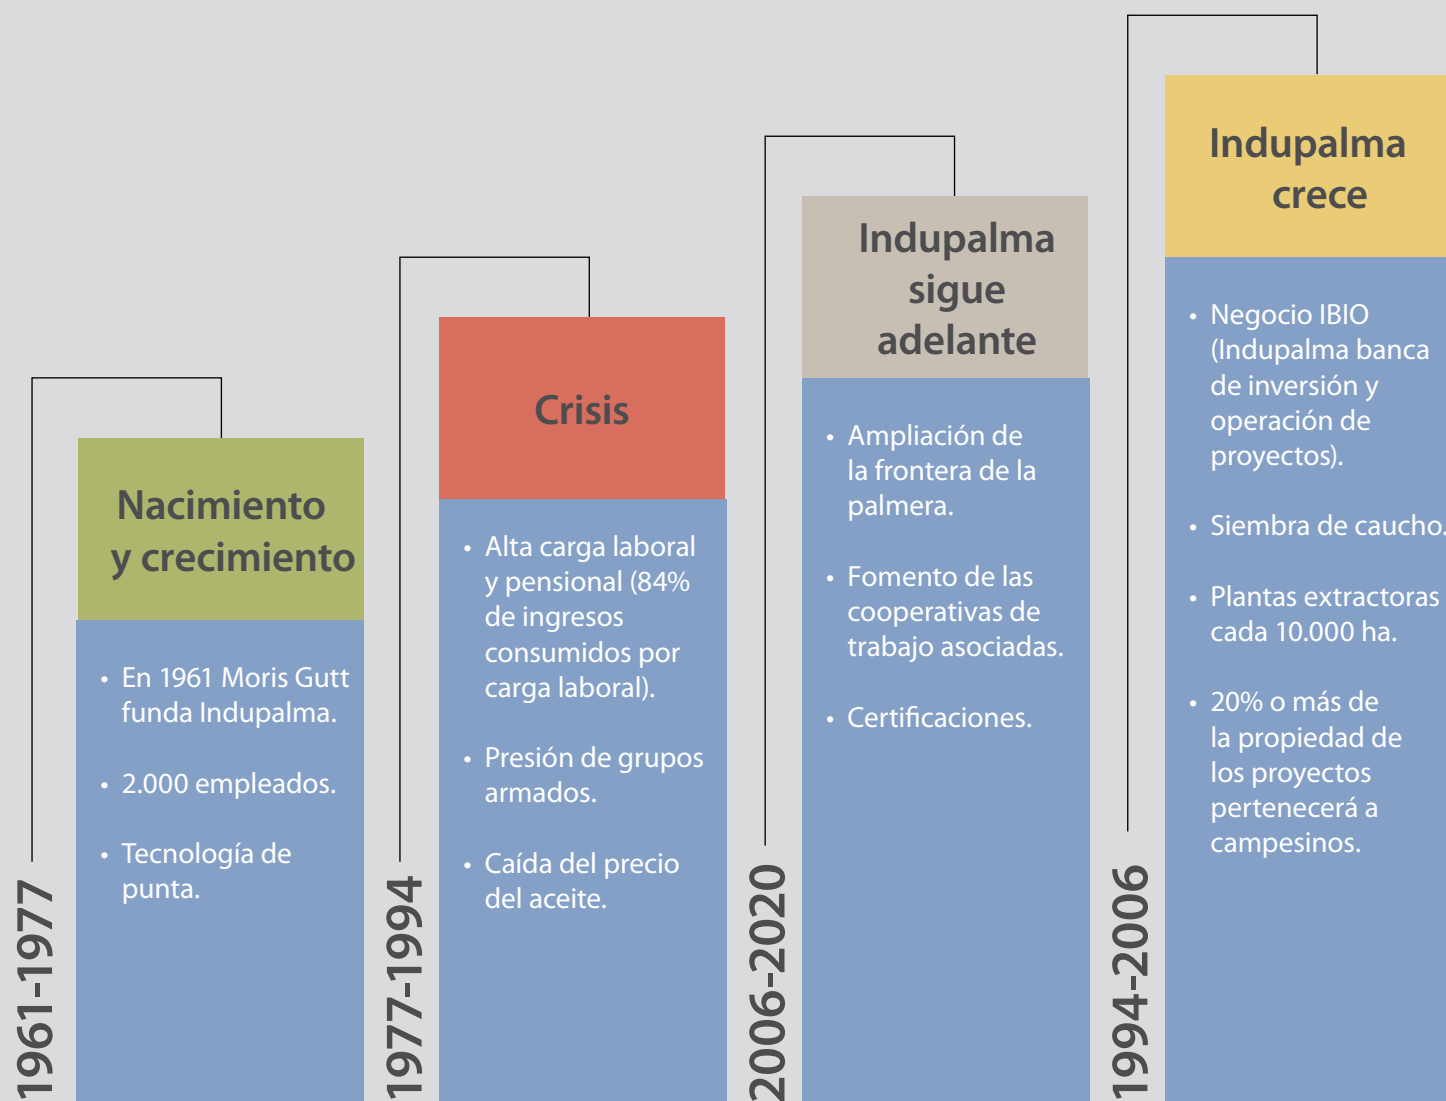 1961-1977
Nacimiento
y crecimiento
• En 1961 Moris Gutt
funda Indupalma.
• 2.000 empleados.
• Tecnología de
punta.
1977-1994
Crisis
• Alta carga laboral
y pensional (84%
de ingresos
consumidos por
carga laboral).
• Presión de grupos
armados.
• Caída del precio
del aceite.
2006-2020
Indupalma
sigue
adelante
• Ampliación de
la frontera de la
palmera.
• Fomento de las
cooperativas de
trabajo asociadas.
• Certificaciones.
1994-2006
Indupalma
crece
• Negocio IBIO
(Indupalma banca
de inversión y
operación de
proyectos).
• Siembra de caucho.
• Plantas extractoras
cada 10.000 ha.
• 20% o más de
la propiedad de
los proyectos
pertenecerá a
campesinos.